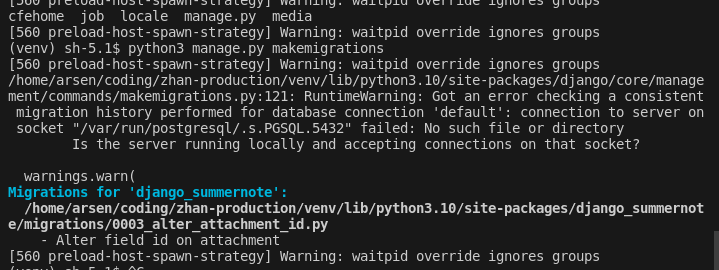 [560 preload-host-spawn-strategy] Warning: waitpid override ignores groups
cfehome  job  locale  manage.py  media
[560 preload-host-spawn-strategy] Warning: waitpid override ignores groups
(venv) sh-5.1$ python3 manage.py makemigrations
[560 preload-host-spawn-strategy] Warning: waitpid override ignores groups
/home/arsen/coding/zhan-production/venv/lib/python3.10/site-packages/django/core/manage
ment/commands/makemigrations.py:121: RuntimeWarning: Got an error checking a consistent
 migration history performed for database connection 'default': connection to server on
 socket "/var/run/postgresql/.s.PGSQL.5432" failed: No such file or directory
        Is the server running locally and accepting connections on that socket?

  warnings.warn(
Migrations for 'django_summernote':
  /home/arsen/coding/zhan-production/venv/lib/python3.10/site-packages/django_summernot
e/migrations/0003_alter_attachment_id.py
    - Alter field id on attachment
[560 preload-host-spawn-strategy] Warning: waitpid override ignores groups
(venv) sh-5.1$ ^C